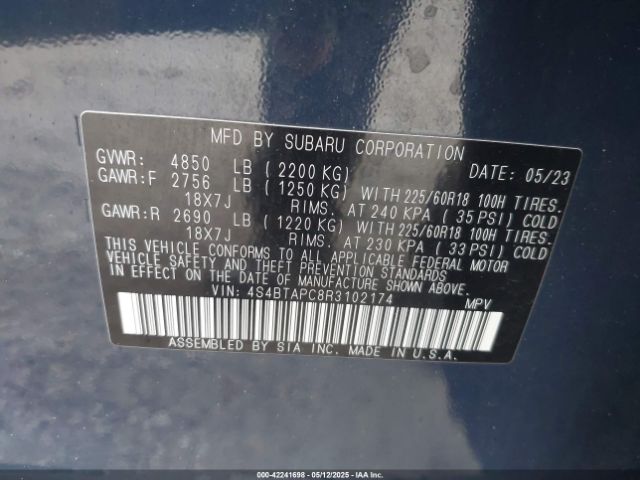 MFD BY SUBARU CORPORATION
GVWR: 4850 LB ( 2200 KG) DATE: 05/23
GAWR:F 2756 LB ( 1250 KG) WITH 225/60R18 100H TIRES.
18X7J RIMS. AT 240 KPA ( 35 PSI) COLD
GAWR:R 2690 LB ( 1220 KG) WITH 225/60R18 100H TIRES.
18X7J RIMS. AT 230 KPA ( 33 PSI) COLD
THIS VEHICLE CONFORMS TO ALL APPLICABLE FEDERAL MOTOR
VEHICLE SAFETY, BUMPER, AND THEFT PREVENTION STANDARDS
IN EFFECT ON THE DATE OF MANUFACTURE SHOWN ABOVE.
VIN: 4S4BTAPC8R3102174 MPV
ASSEMBLED BY SIA INC. MADE IN U.S.A.
000-42241698 - 05/12/2025 - IAAI.COM